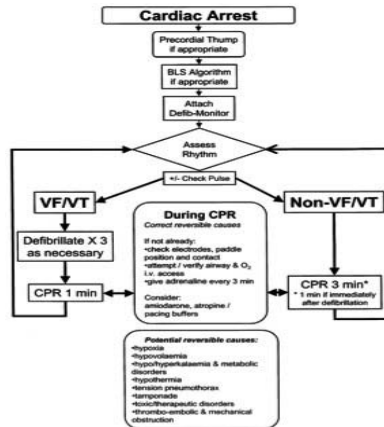 Cardiac Arrest
Precordial Thump
if appropriate
BLS Algorithm
if appropriate
Attach
Defib-Monitor
Assess
Rhythm
+/- Check Pulse
VF/VT
Non-VF/VT
Defibrillate X 3
as necessary
CPR 1 min
During CPR
Correct reversible causes
If not already:
•check electrodes, paddle
position and contact
•attempt / verify airway & O₂
i.v. access
•give adrenaline every 3 min
Consider:
amiodarone, atropine /
pacing buffers
CPR 3 min*
* 1 min if immediately
after defibrillation
Potential reversible causes:
•hypoxia
•hypovolaemia
•hypo/hyperkalaemia & metabolic
disorders
•hypothermia
•tension pneumothorax
•tamponade
•toxic/therapeutic disorders
•thrombo-embolic & mechanical
obstruction